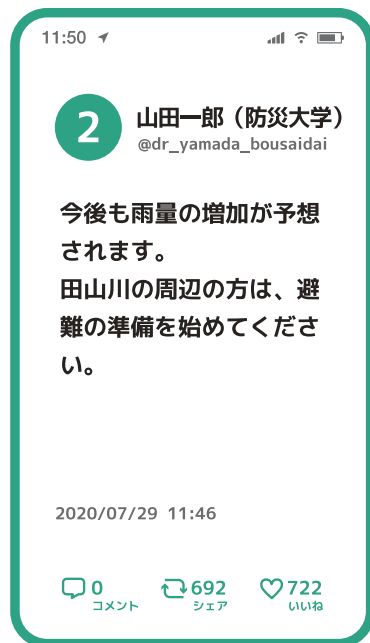 11:50
2
山田一郎（防災大学）
@dr_yamada_bousaidai
今後も雨量の増加が予想
されます。
田山川の周辺の方は、避
難の準備を始めてくださ
い。
2020/07/29 11:46
0 692 722
コメント シェア いいね